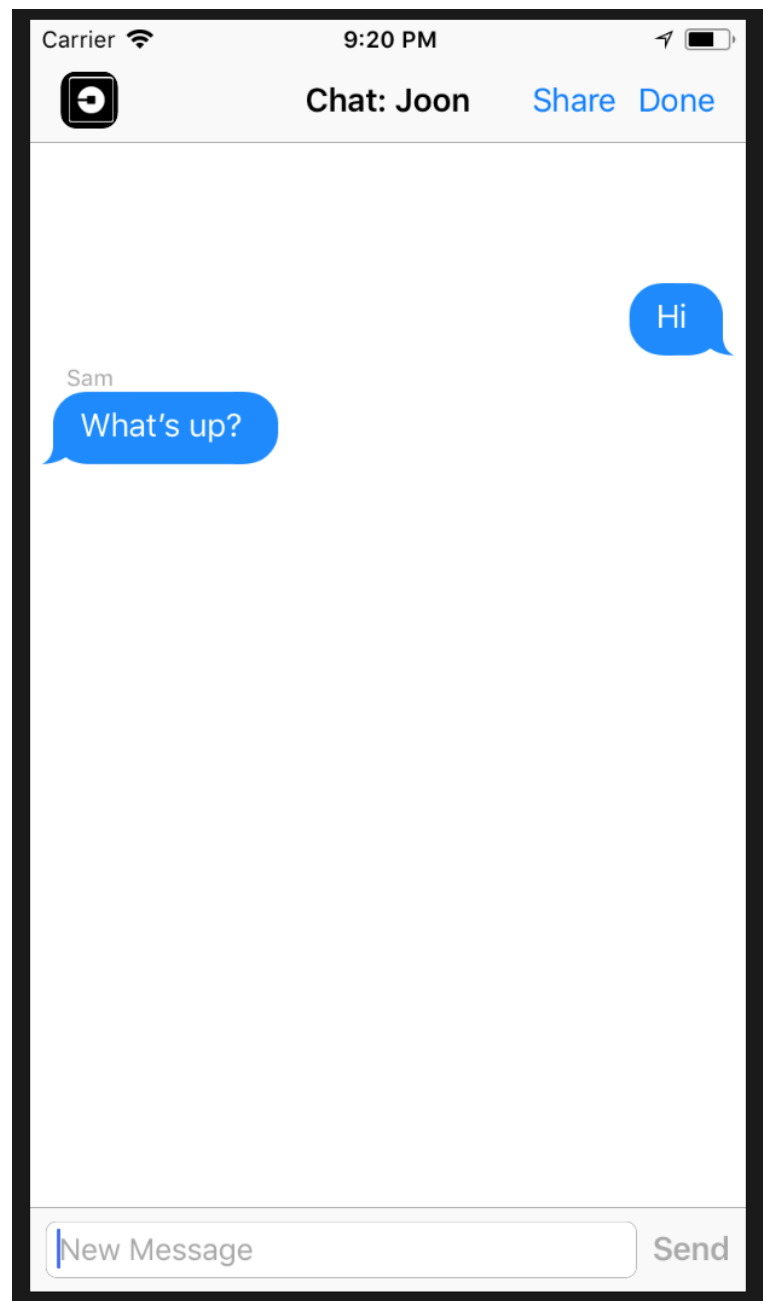 Carrier 9:20 PM
Chat: Joon Share Done
Hi
Sam
What's up?
New Message Send